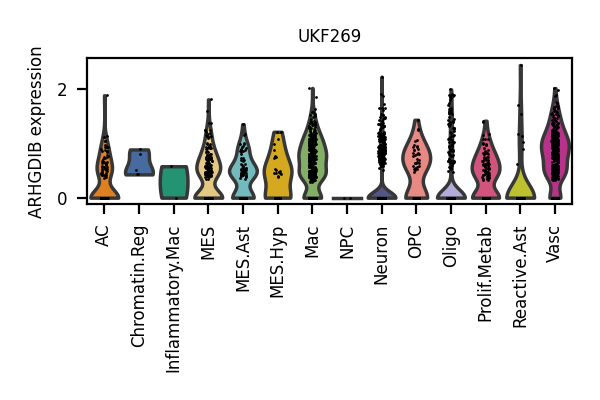 UKF269
ARHGDIB expression
2
0
AC
Chromatin.Reg
Inflammatory.Mac
MES
MES.Ast
MES.Hyp
Mac
NPC
Neuron
OPC
Oligo
Prolif.Metab
Reactive.Ast
Vasc